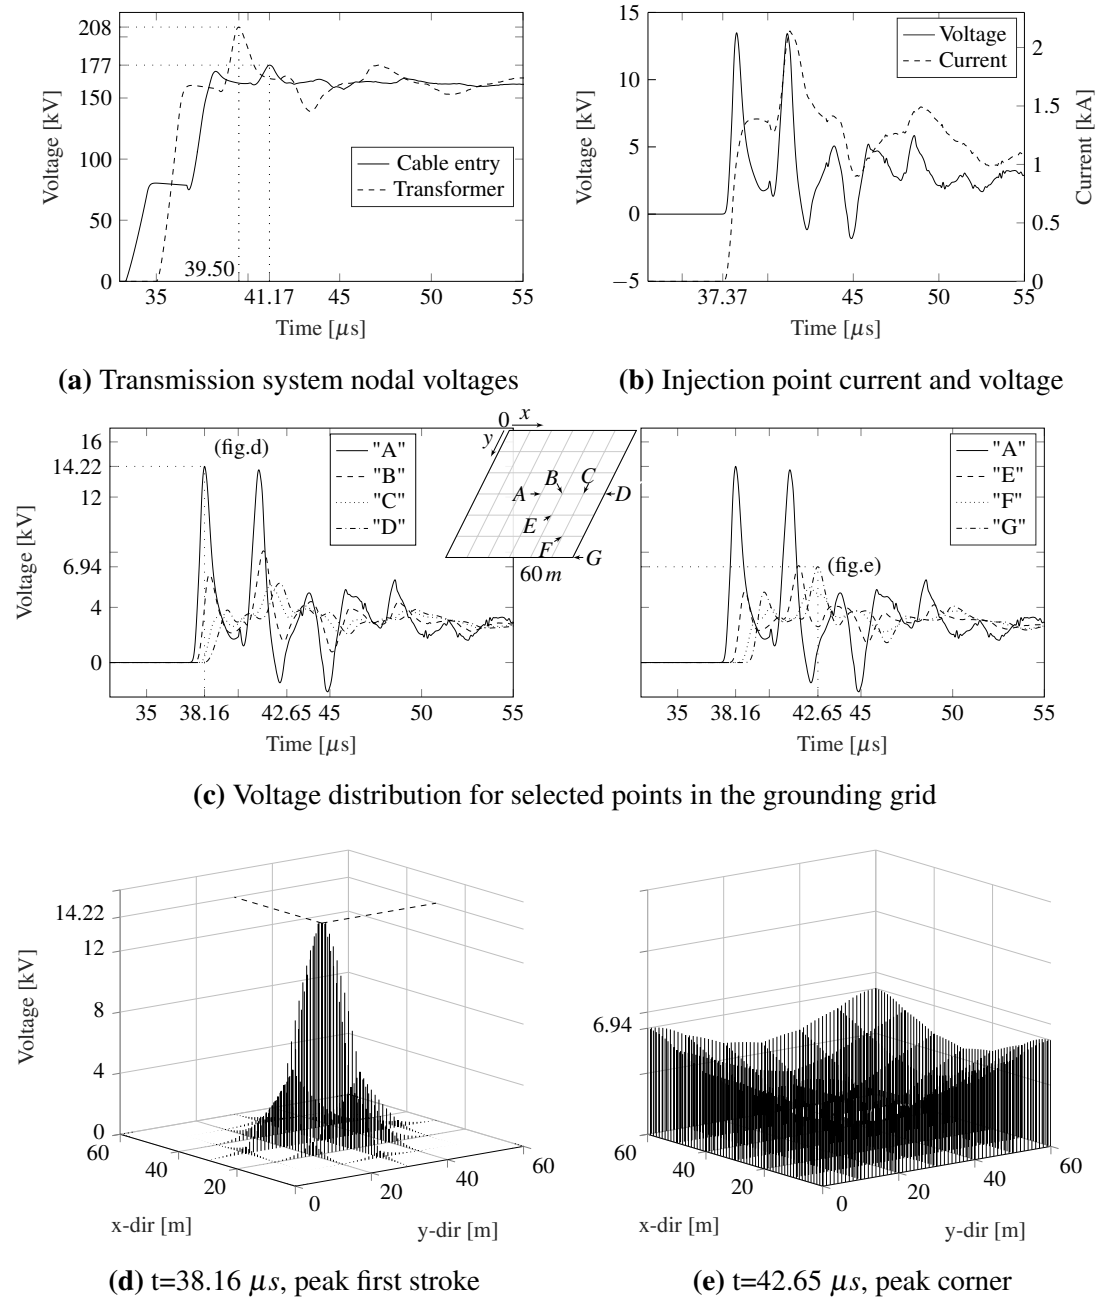 208
177
150
100
50
0
Voltage [kV]
Cable entry
Transformer
39.50
35
41.17
45
50
55
Time [μs]
(a) Transmission system nodal voltages
15
10
5
0
−5
Voltage [kV]
Voltage
Current
2
1.5
1
0.5
0
Current [kA]
37.37
45
50
55
Time [μs]
(b) Injection point current and voltage
16
14.22
12
6.94
4
0
Voltage [kV]
(fig.d)
"A"
"B"
"C"
"D"
35
38.16
42.65
45
50
55
Time [μs]
0
x
y
A
B
C
D
E
F
G
60m
(fig.e)
"A"
"E"
"F"
"G"
35
38.16
42.65
45
50
55
Time [μs]
(c) Voltage distribution for selected points in the grounding grid
14.22
12
8
4
0
Voltage [kV]
60
40
20
0
20
40
60
x-dir [m]
y-dir [m]
(d) t=38.16 μs, peak first stroke
6.94
60
40
20
0
20
40
60
x-dir [m]
y-dir [m]
(e) t=42.65 μs, peak corner